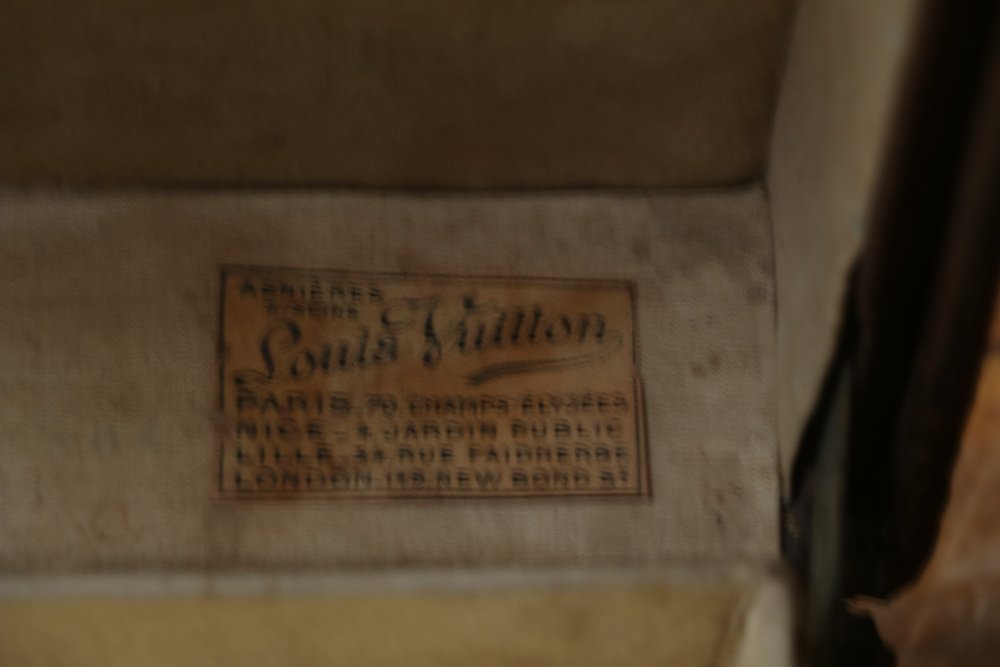 ASNIÈRES
S/SEINE
Louis Vuitton
PARIS - 70, CHAMPS ELYSÉES
NICE - 4 JARDIN PUBLIC
LILLE - 34 RUE FAIDHERBE
LONDON - 149, NEW BOND ST